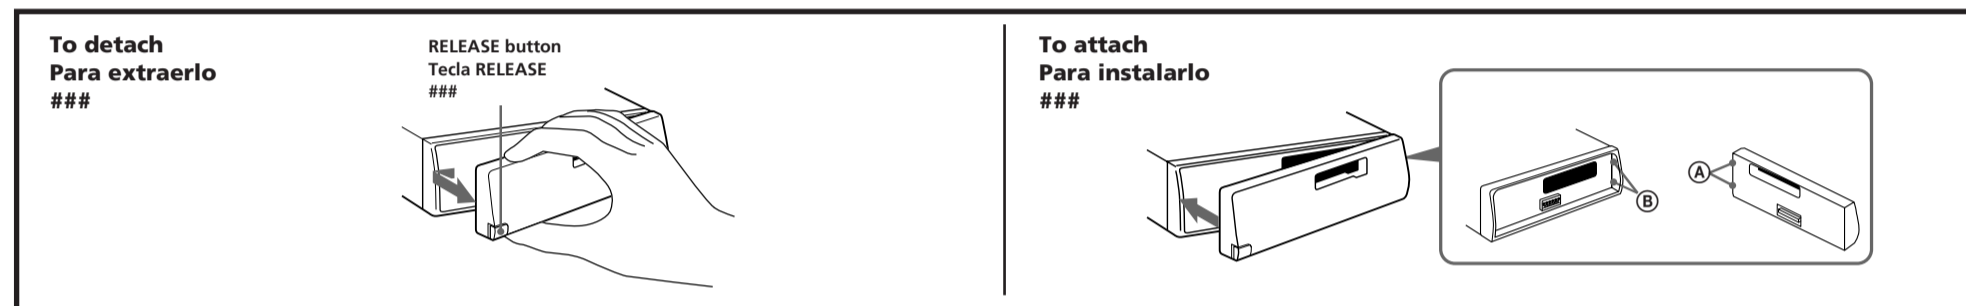 To detach
Para extraerlo
###
RELEASE button
Tecla RELEASE
###
To attach
Para instalarlo
###
A
B